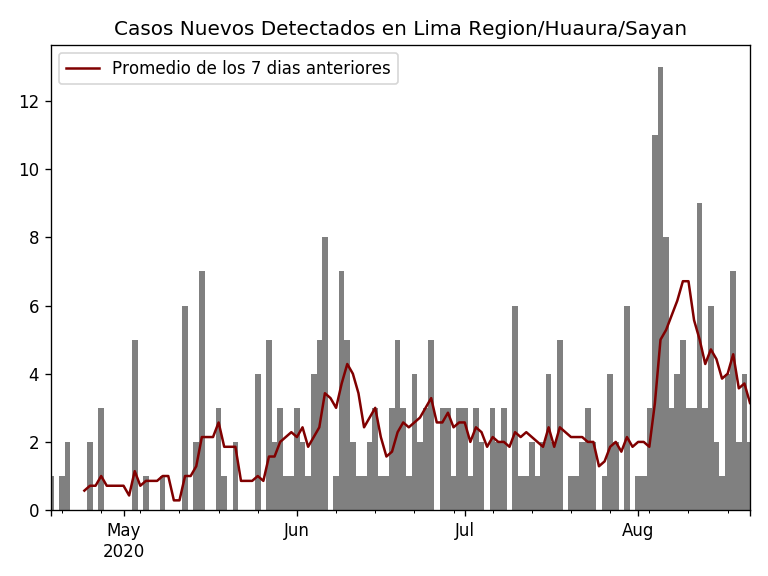 Casos Nuevos Detectados en Lima Region/Huaura/Sayan
Promedio de los 7 dias anteriores
12
10
8
6
4
2
0
May Jun Jul Aug
2020